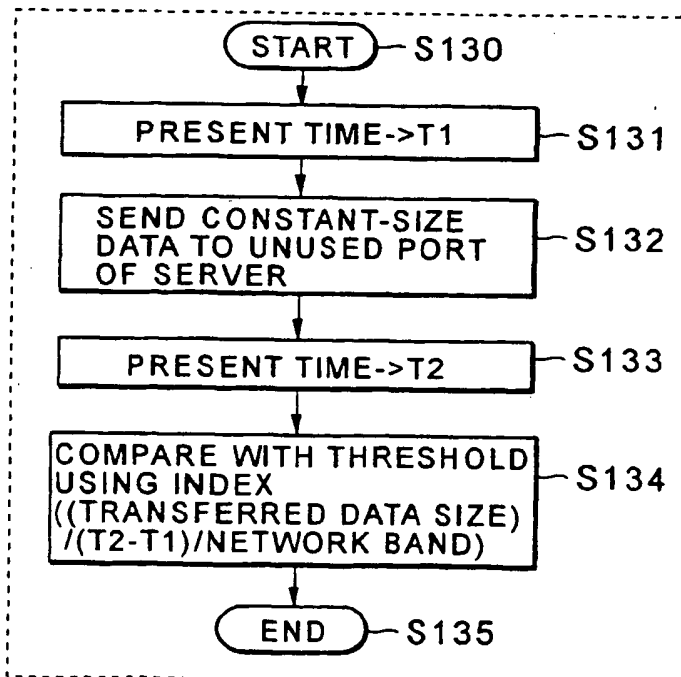 START S130
PRESENT TIME->T1 S131
SEND CONSTANT-SIZE
DATA TO UNUSED PORT
OF SERVER
S132
PRESENT TIME->T2 S133
COMPARE WITH THRESHOLD
USING INDEX
((TRANSFERRED DATA SIZE)
/(T2-T1)/NETWORK BAND)
S134
END S135